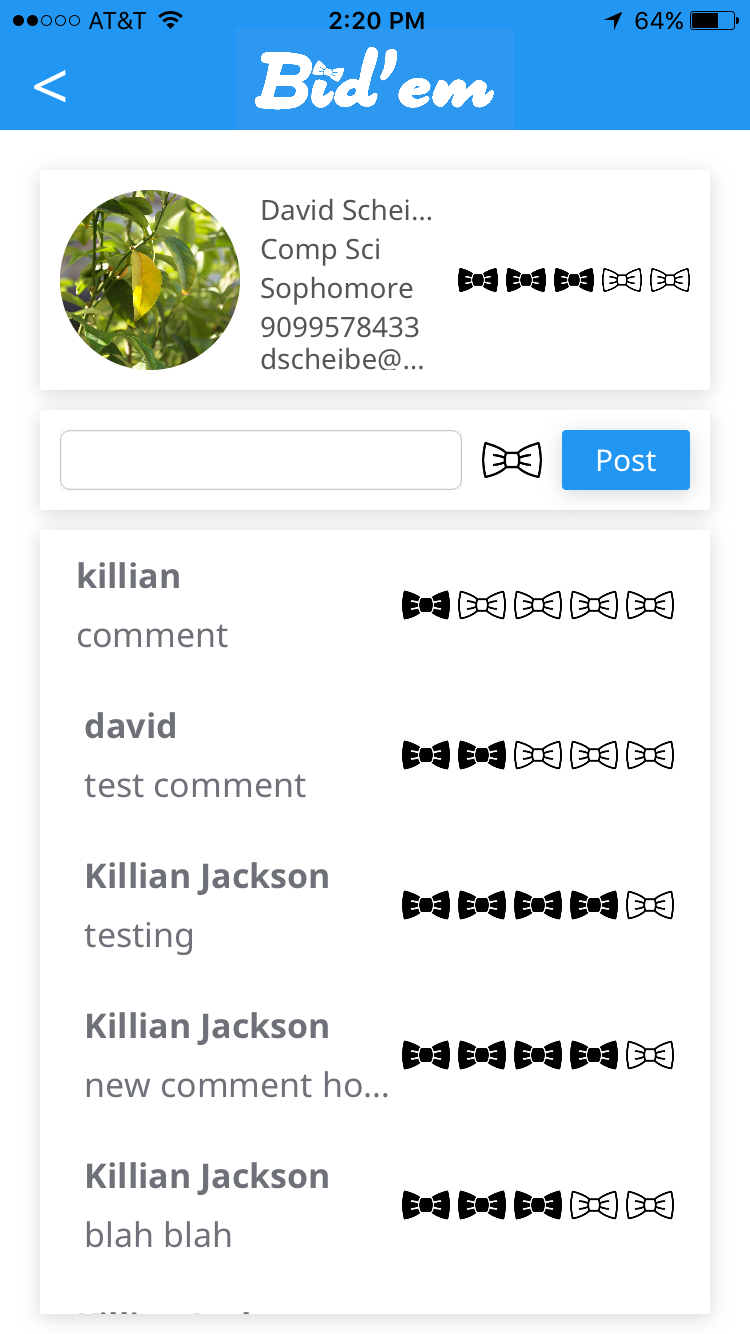 AT&T 2:20 PM 64%
< Bid'em
David Schei...
Comp Sci
Sophomore
9099578433
dscheibe@...
Post
killian
comment
david
test comment
Killian Jackson
testing
Killian Jackson
new comment ho...
Killian Jackson
blah blah